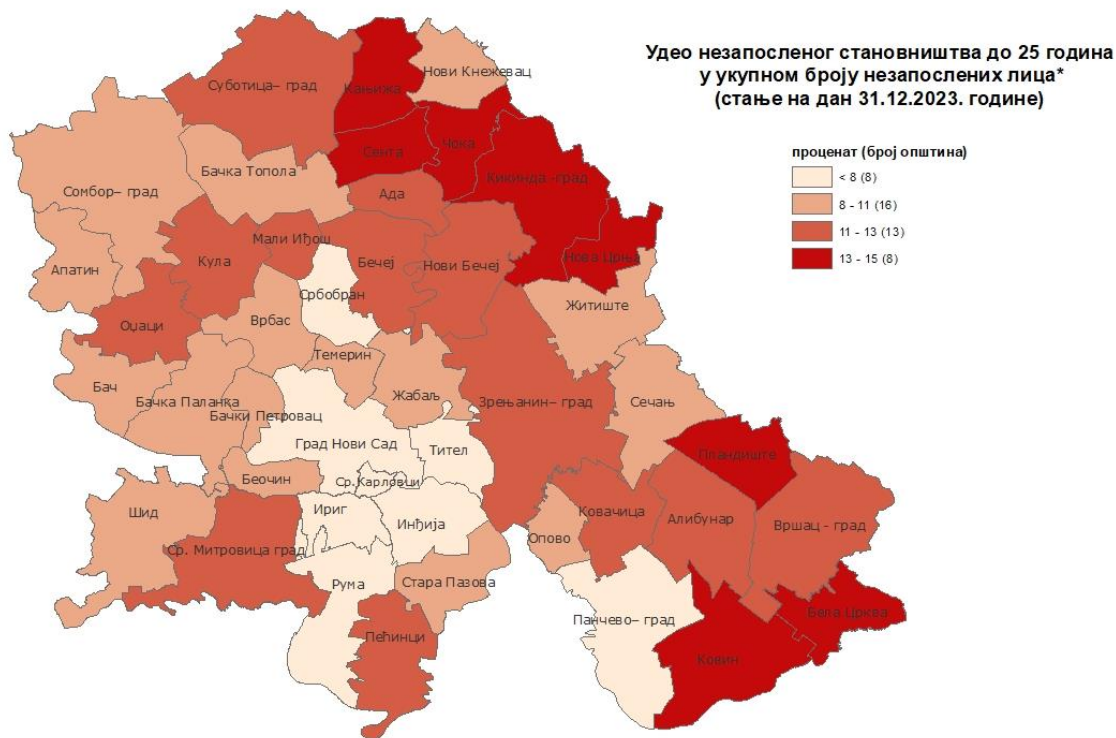 Удео незапосленог становништва до 25 година
у укупном броју незапослених лица*
(стање на дан 31.12.2023. године)
процент (број општина)
< 8 (8)
8 - 11 (16)
11 - 13 (13)
13 - 15 (8)
Суботица– град
Кањижа
Нови Кнежевац
Сента
Чока
Бачка Топола
Сомбор– град
Ада
Кикинда -град
Апатин
Кула
Мали Иђош
Бечеј
Нови Бечеј
Нова Црња
Србобран
Житиште
Оџаци
Врбас
Темерин
Бач
Бачка Паланка
Бачки Петровац
Жабаљ
Зрењанин– град
Сечањ
Град Нови Сад
Тител
Пландиште
Беочин
Ср.Карловци
Шид
Ириг
Инђија
Ковачица
Алибунар
Вршац - град
Опово
Ср. Митровица град
Рума
Стара Пазова
Панчево– град
Бела Црква
Пећинци
Ковин